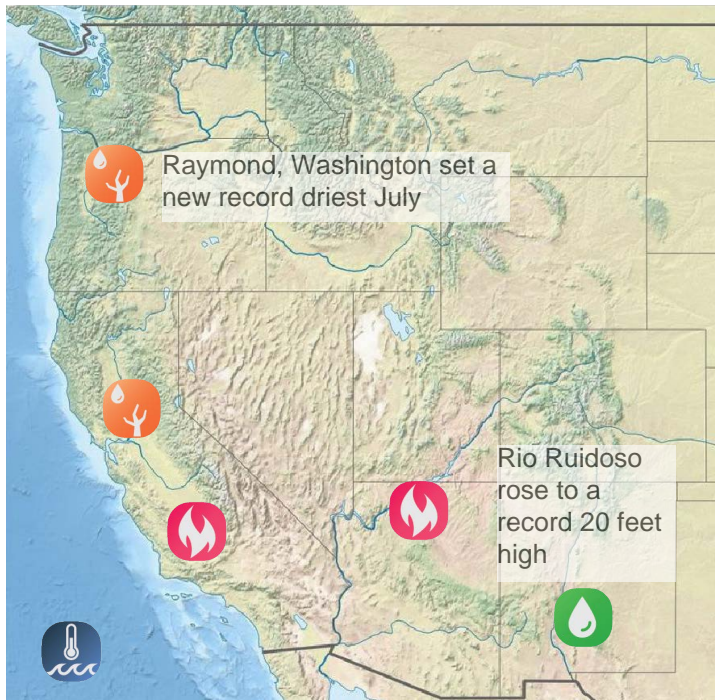 Raymond, Washington set a
new record driest July
Rio Ruidoso
rose to a
record 20 feet
high